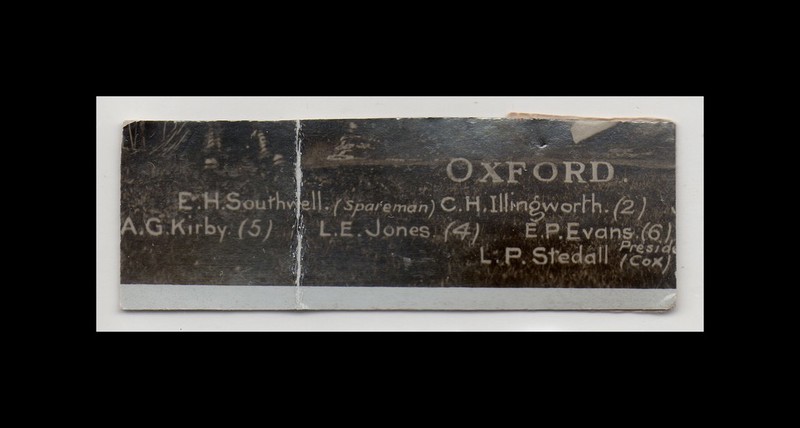 OXFORD.
E.H.Southwell. (Spareman) C.H.Illingworth. (2)
A.G.Kirby. (5) L.E.Jones. (4) E.P.Evans. (6)
L.P.Stedall (Cox)